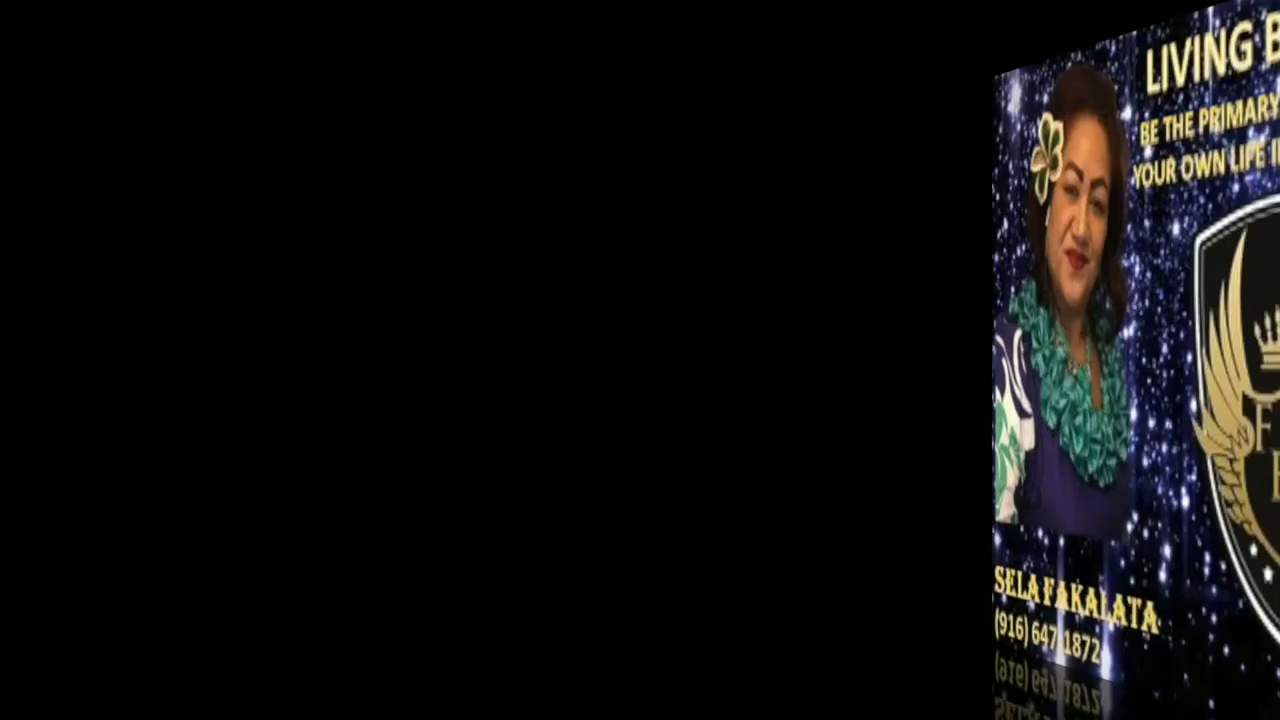 LIVING B
BE THE PRIMARY
YOUR OWN LIFE I
F
SELA FAKALATA
(916) 647 1872